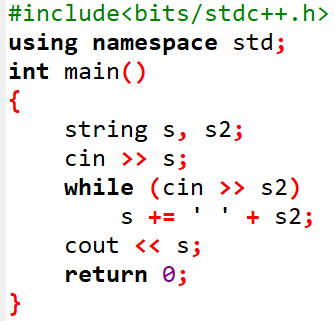 #include<bits/stdc++.h>
using namespace std;
int main()
{
    string s, s2;
    cin >> s;
    while (cin >> s2)
        s += ' ' + s2;
    cout << s;
    return 0;
}